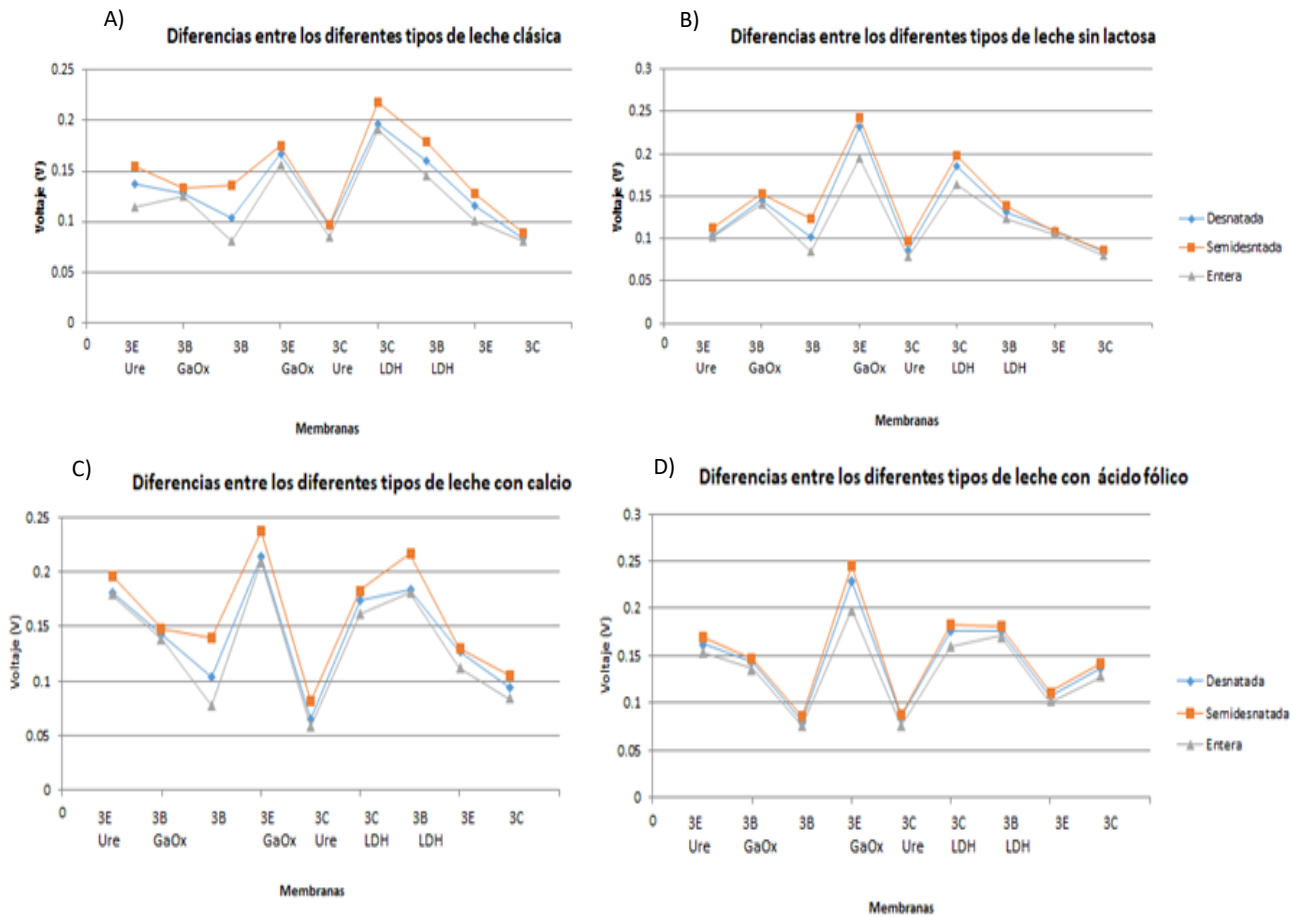 A)
Diferencias entre los diferentes tipos de leche clásica
0.25
0.2
0.15
0.1
0.05
0
Voltaje (V)
0 3E 3B 3B 3E 3C 3C 3B 3E 3C
Ure GaOx GaOx Ure LDH LDH
Membranas
B)
Diferencias entre los diferentes tipos de leche sin lactosa
0.3
0.25
0.2
0.15
0.1
0.05
0
Voltaje (V)
0 3E 3B 3B 3E 3C 3C 3B 3E 3C
Ure GaOx GaOx Ure LDH LDH
Membranas
Desnatada
Semidesntada
Entera
C)
Diferencias entre los diferentes tipos de leche con calcio
0.25
0.2
0.15
0.1
0.05
0
Voltaje (V)
0 3E 3B 3B 3E 3C 3C 3B 3E 3C
Ure GaOx GaOx Ure LDH LDH
Membranas
D)
Diferencias entre los diferentes tipos de leche con ácido fólico
0.3
0.25
0.2
0.15
0.1
0.05
0
Voltaje (V)
0 3E 3B 3B 3E 3C 3C 3B 3E 3C
Ure GaOx GaOx Ure LDH LDH
Membranas
Desnatada
Semidesnatada
Entera